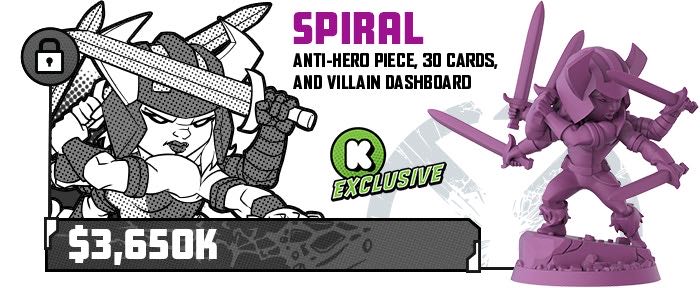 SPIRAL
ANTI-HERO PIECE, 30 CARDS,
AND VILLAIN DASHBOARD
K
EXCLUSIVE
$3,650K